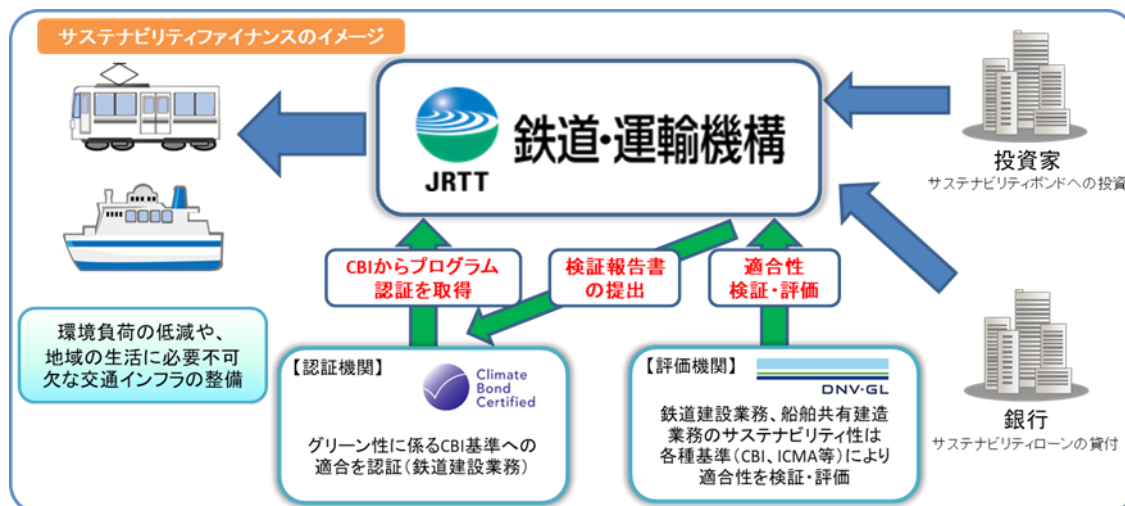 サステナビリティファイナンスのイメージ
JRTT
鉄道・運輸機構
投資家
サステナビリティボンドへの投資
CBIからプログラム
認証を取得
検証報告書
の提出
適合性
検証・評価
環境負荷の低減や、
地域の生活に必要不可
欠な交通インフラの整備
【認証機関】
Climate
Bond
Certified
グリーン性に係るCBI基準への
適合を認証(鉄道建設業務)
【評価機関】
DNV·GL
鉄道建設業務、船舶共有建造
業務のサステナビリティ性は
各種基準(CBI、ICMA等)により
適合性を検証・評価
銀行
サステナビリティローンの貸付